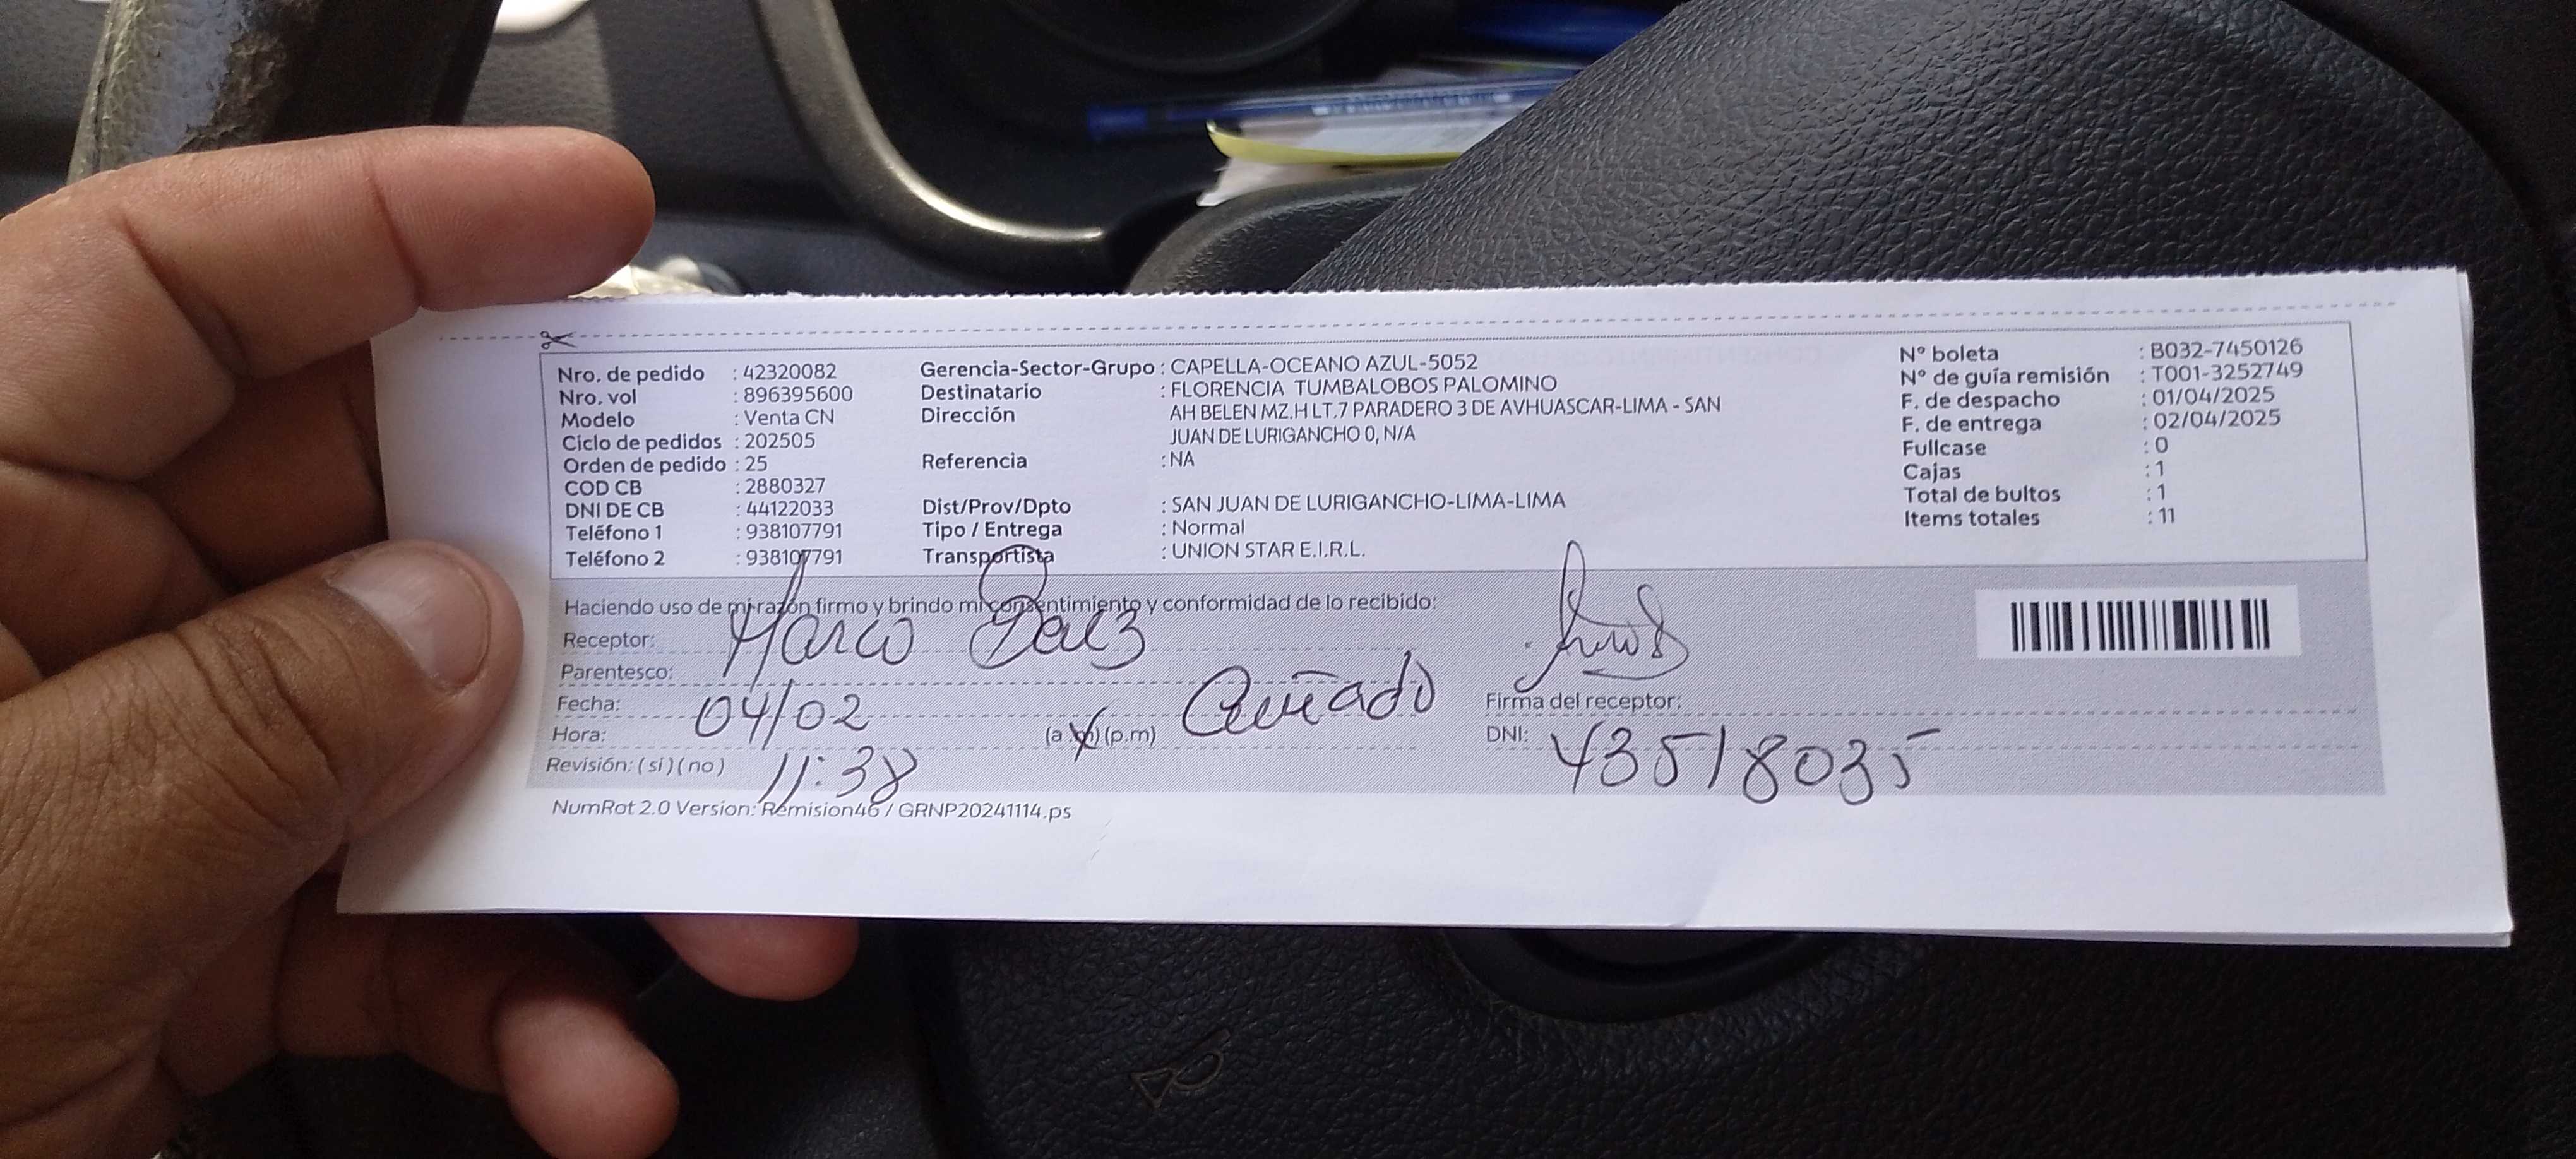 Nro. de pedido : 42320082
Nro. vol : 896395600
Modelo : Venta CN
Ciclo de pedidos : 202505
Orden de pedido : 25
COD CB : 2880327
DNI DE CB : 44122033
Teléfono 1 : 938107791
Teléfono 2 : 938107791
Gerencia-Sector-Grupo : CAPELLA-OCEANO AZUL-5052
Destinatario : FLORENCIA TUMBALOBOS PALOMINO
Dirección AH BELEN MZ.H LT.7 PARADERO 3 DE AVHUASCAR-LIMA - SAN
JUAN DE LURIGANCHO 0, N/A
Referencia : NA
Dist/Prov/Dpto : SAN JUAN DE LURIGANCHO-LIMA-LIMA
Tipo / Entrega : Normal
Transportista : UNION STAR E.I.R.L.
N° boleta : B032-7450126
N° de guía remisión : T001-3252749
F. de despacho : 01/04/2025
F. de entrega : 02/04/2025
Fullcase : 0
Cajas : 1
Total de bultos : 1
Items totales : 11
Haciendo uso de mi razón firmo y brindo mi consentimiento y conformidad de lo recibido:
Receptor: Marco
Parentesco: Cuñado
Fecha: 04/02
Hora: 11:38 (a.m) (p.m)
Revisión: ( si ) ( no )
Firma del receptor:
DNI: 43518035
NumRot 2.0 Version: Remision46 / GRNP20241114.ps